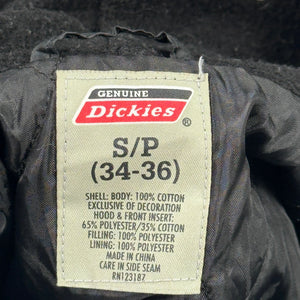 GENUINE
Dickies
®
S/P
(34-36)
SHELL: BODY: 100% COTTON
EXCLUSIVE OF DECORATION
HOOD & FRONT INSERT:
65% POLYESTER/35% COTTON
FILLING: 100% POLYESTER
LINING: 100% POLYESTER
MADE IN CHINA
CARE IN SIDE SEAM
RN123187